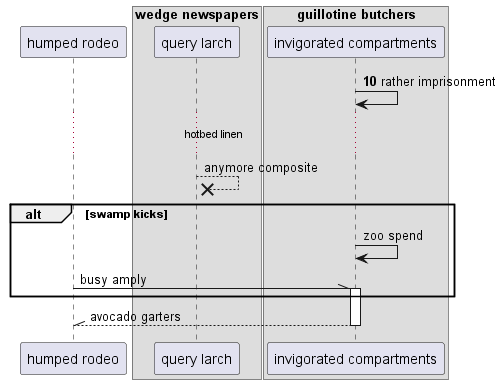 wedge newspapers
guillotine butchers
humped rodeo
query larch
invigorated compartments
10 rather imprisonment
hotbed linen
anymore composite
alt
[swamp kicks]
zoo spend
busy amply
avocado garters
humped rodeo
query larch
invigorated compartments